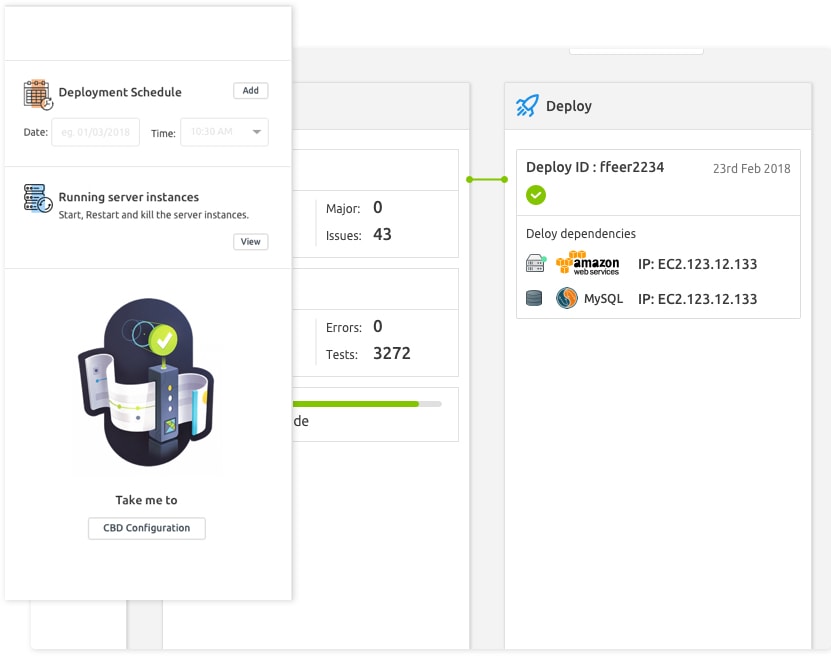 Deployment Schedule
Add
Date: eg. 01/03/2018 Time: 10:30 AM
Running server instances
Start, Restart and kill the server instances.
View
Take me to
CBD Configuration
Major: 0
Issues: 43
Errors: 0
Tests: 3272
de
Deploy
Deploy ID : ffeer2234 23rd Feb 2018
Deloy dependencies
amazon
web services
IP: EC2.123.12.133
MySQL IP: EC2.123.12.133